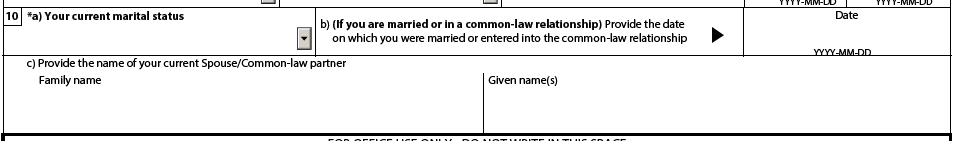 YYYY-MM-DD YYYY-MM-DD
10 *a) Your current marital status
b) (If you are married or in a common-law relationship) Provide the date
on which you were married or entered into the common-law relationship
Date
YYYY-MM-DD
c) Provide the name of your current Spouse/Common-law partner
Family name
Given name(s)
FOR OFFICE USE ONLY - DO NOT WRITE IN THIS SPACE